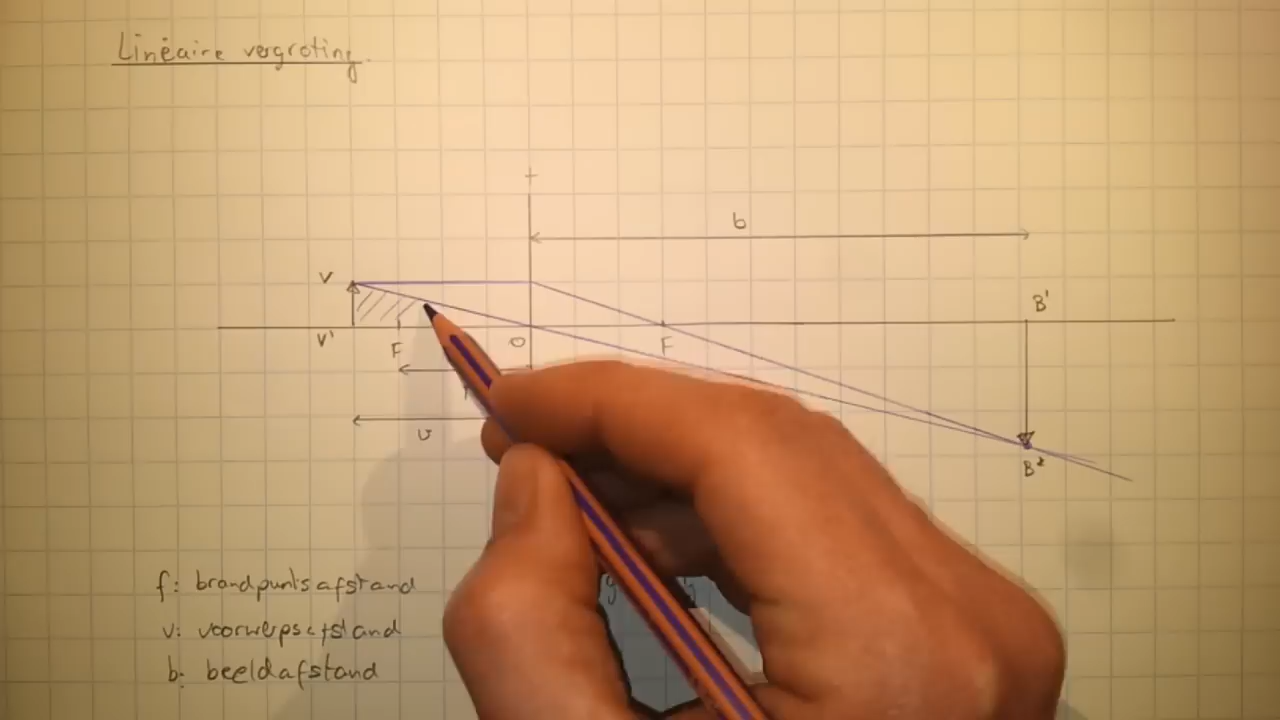 Lineaire vergroting.
+
b
V
B'
V'
F
O
F
v
B
f: brandpuntsafstand
v: voorwerpsafstand
b: beeldafstand